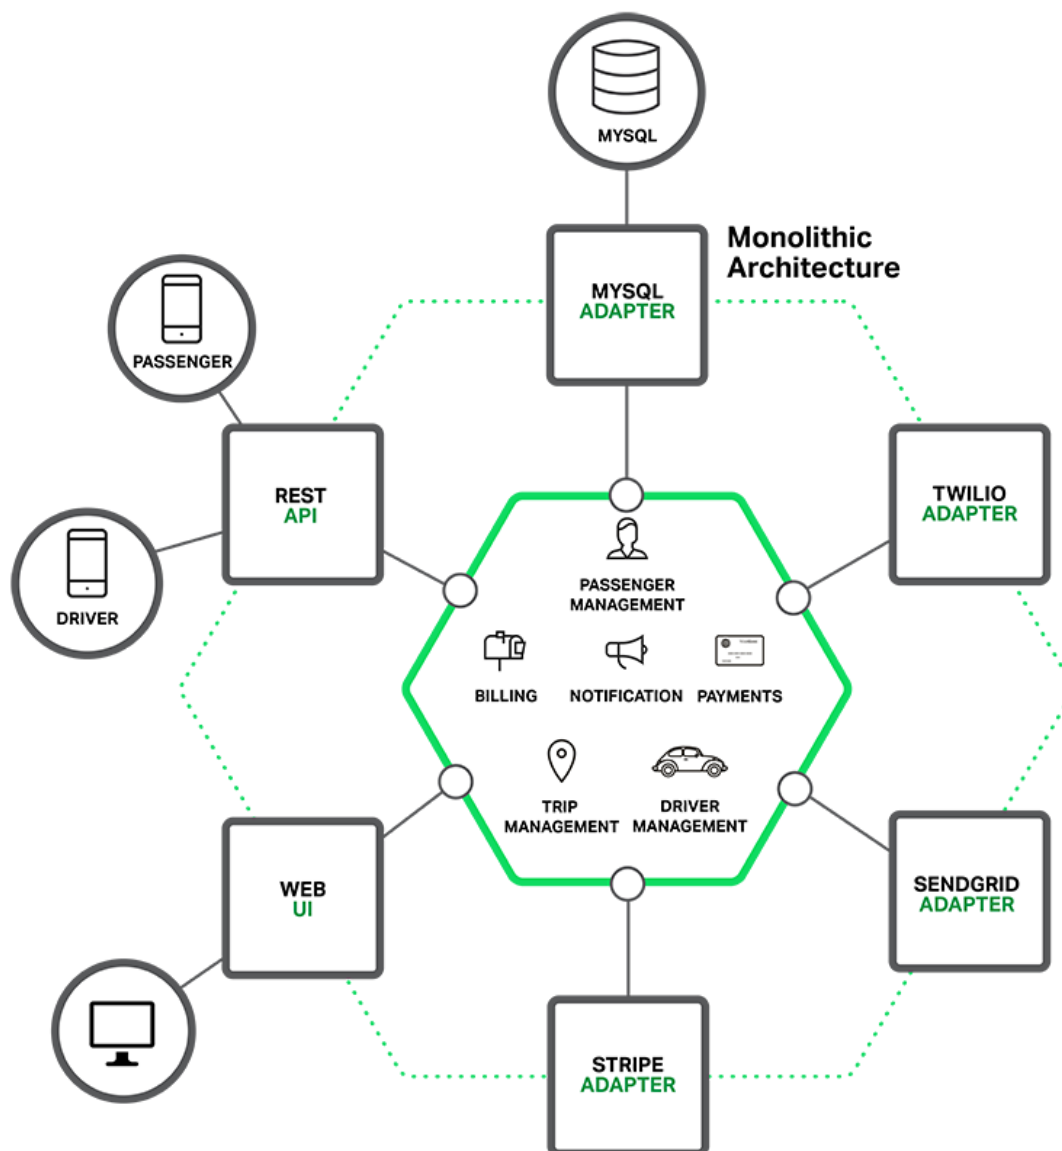 MYSQL
Monolithic
Architecture
MYSQL
ADAPTER
PASSENGER
REST
API
TWILIO
ADAPTER
DRIVER
PASSENGER
MANAGEMENT
BILLING
NOTIFICATION
PAYMENTS
TRIP
MANAGEMENT
DRIVER
MANAGEMENT
WEB
UI
SENDGRID
ADAPTER
STRIPE
ADAPTER